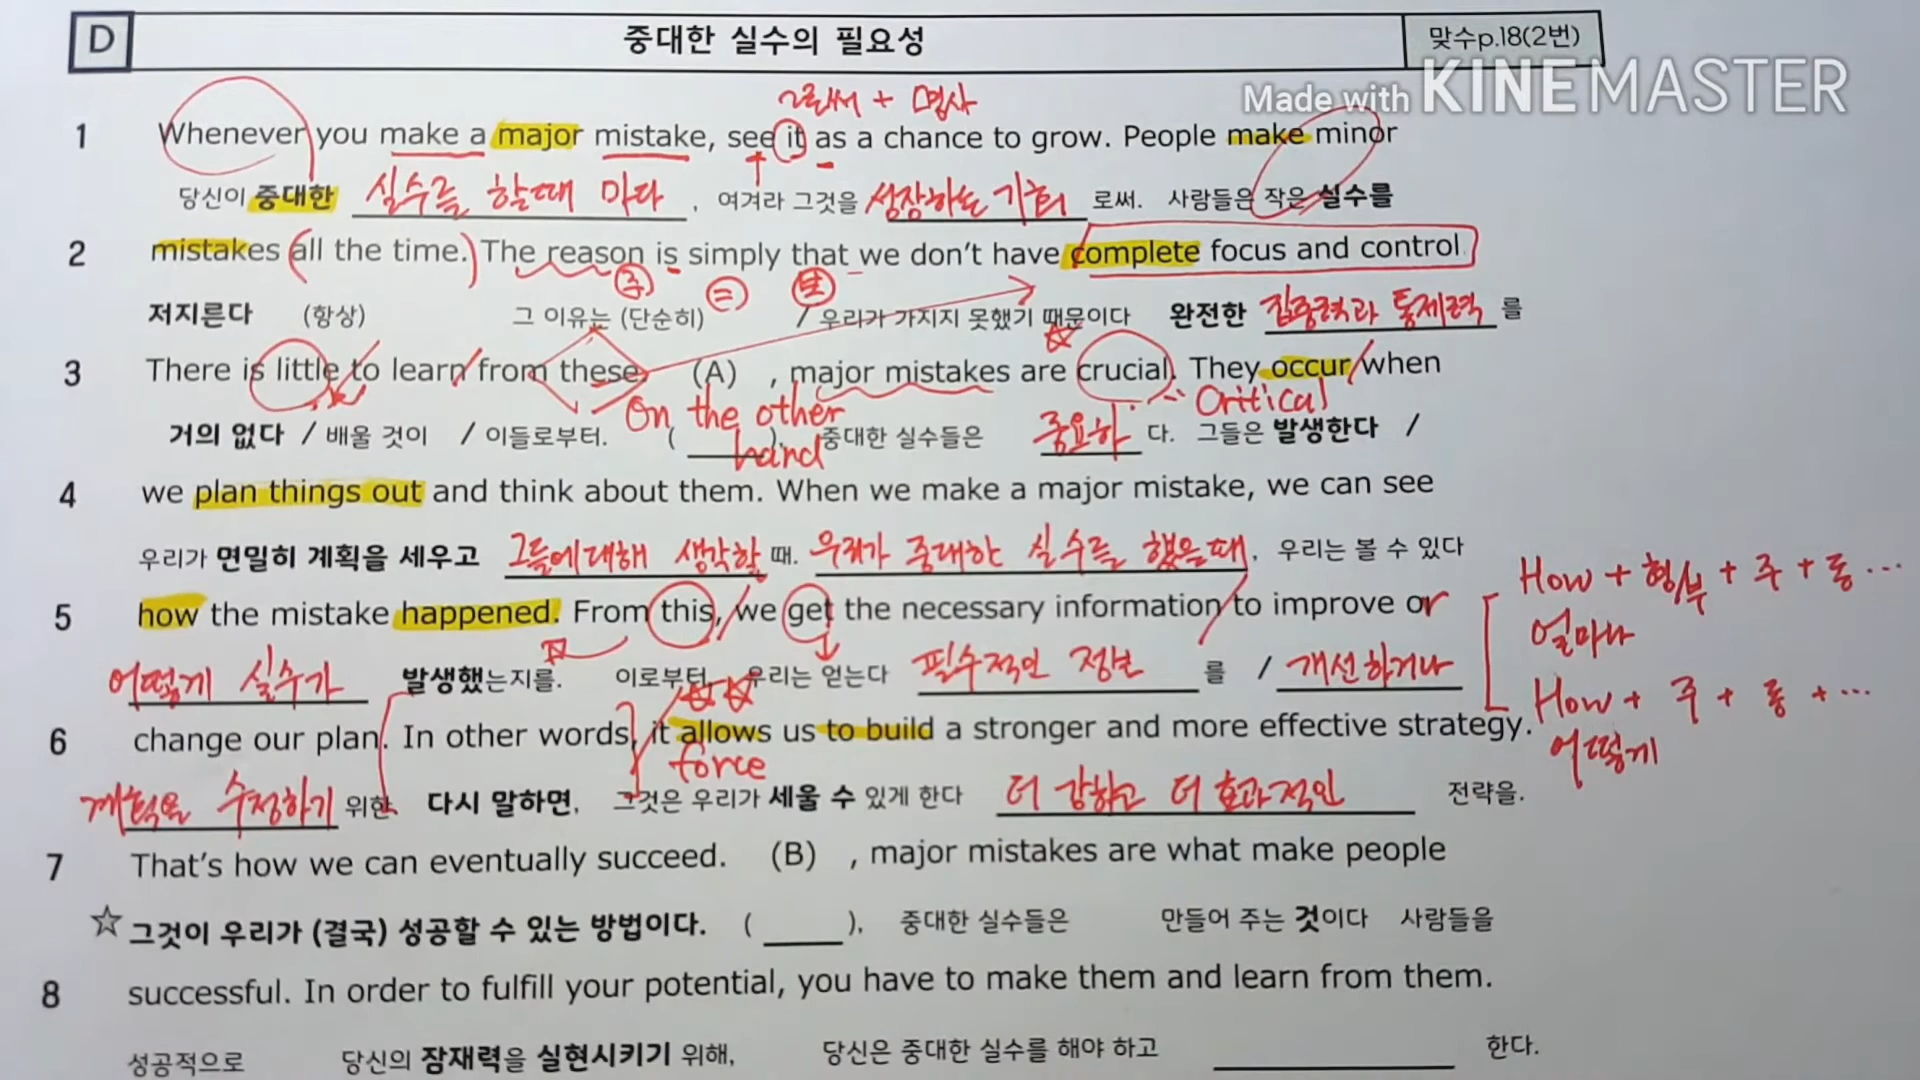 D 중대한 실수의 필요성 맞수p.18(2번)
Made with KINEMASTER
로써 + 명사
1 Whenever you make a major mistake, see it as a chance to grow. People make minor
당신이 중대한 실수를 할때 마다, 여겨라 그것을 성장하는 기회 로써. 사람들은 작은 실수를
2 mistakes all the time. The reason is simply that we don't have complete focus and control
주 = 보
저지른다 (항상) 그 이유는 (단순히) / 우리가 가지지 못했기 때문이다 완전한 집중력과 통제력 를
3 There is little to learn from these. (A) , major mistakes are crucial. They occur when
On the other hand
critical
거의 없다 / 배울 것이 / 이들로부터. ( ), 중대한 실수들은 중요하 다. 그들은 발생한다 /
4 we plan things out and think about them. When we make a major mistake, we can see
우리가 면밀히 계획을 세우고 그들에대해 생각할 때. 우리가 중대한 실수를 했을때, 우리는 볼 수 있다
How + 형/부 + 주 + 동 ...
얼마나
5 how the mistake happened. From this, we get the necessary information to improve or
어떻게 실수가 발생했는지를. 이로부터, 우리는 얻는다 필수적인 정보 를 / 개선하거나
How + 주 + 동 + ...
어떻게
6 change our plan. In other words, it allows us to build a stronger and more effective strategy.
force
계획을 수정하기 위한. 다시 말하면, 그것은 우리가 세울 수 있게 한다 더 강하고 더 효과적인 전략을.
7 That's how we can eventually succeed. (B) , major mistakes are what make people
☆ 그것이 우리가 (결국) 성공할 수 있는 방법이다. ( ), 중대한 실수들은 만들어 주는 것이다 사람들을
8 successful. In order to fulfill your potential, you have to make them and learn from them.
성공적으로 당신의 잠재력을 실현시키기 위해, 당신은 중대한 실수를 해야 하고 한다.